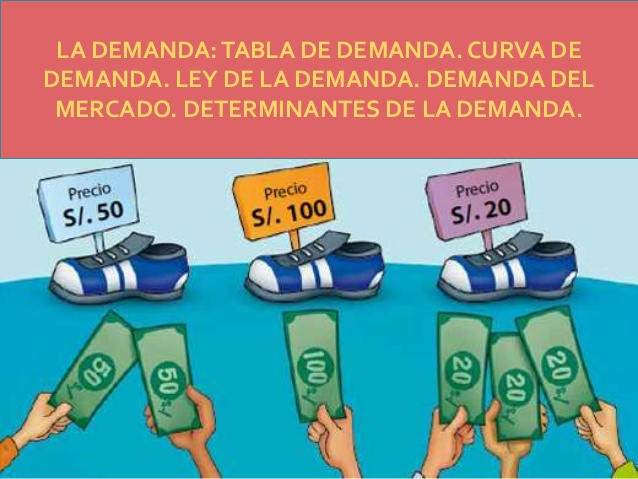 LA DEMANDA: TABLA DE DEMANDA. CURVA DE
DEMANDA. LEY DE LA DEMANDA. DEMANDA DEL
MERCADO. DETERMINANTES DE LA DEMANDA.
Precio
S/. 50
Precio
S/. 100
Precio
S/. 20
50 S/.
50 S/.
100 S/.
20 S/.
20 S/.
20 S/.